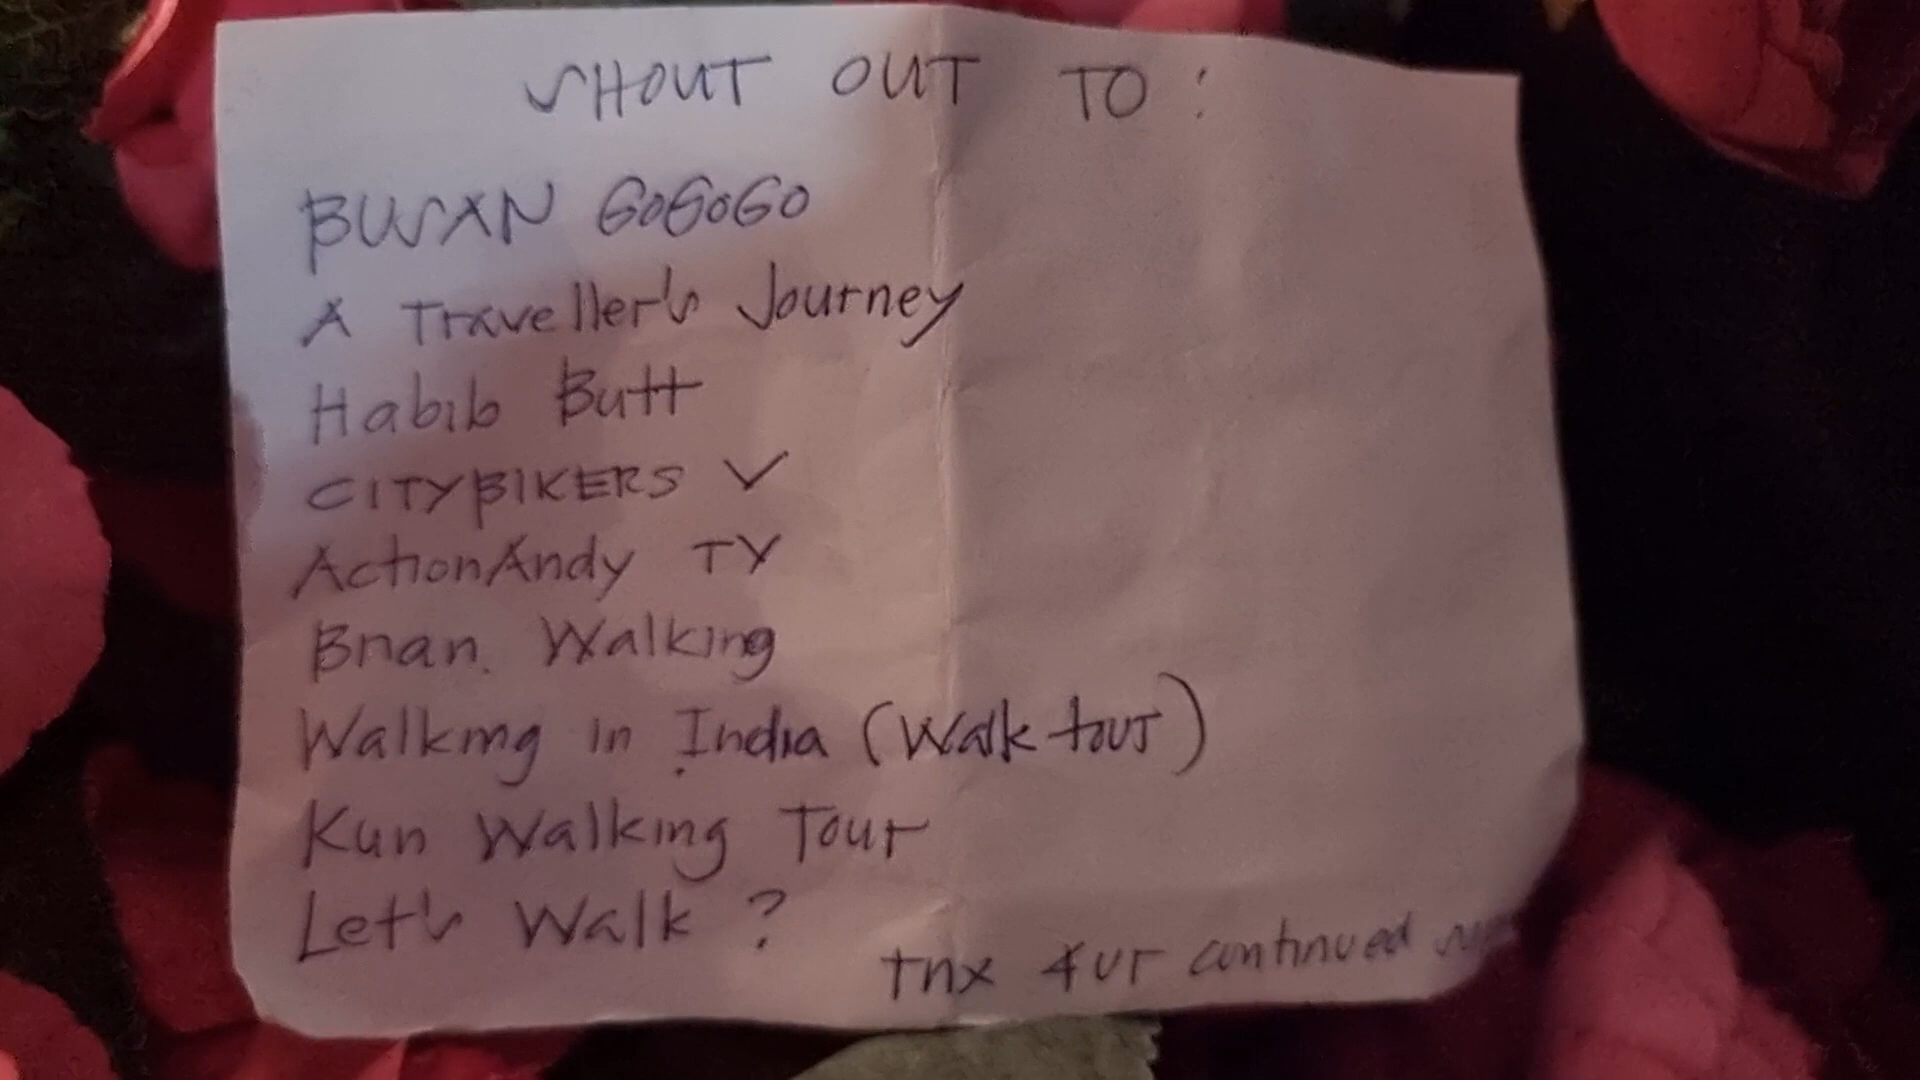 SHOUT OUT TO :
BUSAN GoGoGo
A Traveller's Journey
Habib Butt
CITYBIKERS ✓
ActionAndy TV
Brian Walking
Walking in India (Walk tour)
Kun Walking Tour
Let's Walk ?
tnx 4 ur continued